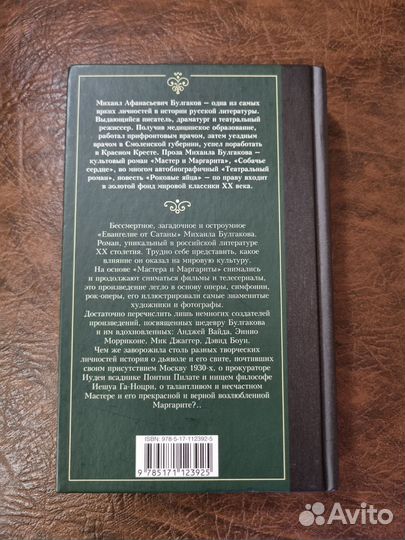 Михаил Афанасьевич Булгаков – одна из самых
ярких личностей в истории русской литературы.
Выдающийся писатель, драматург и театральный
режиссер. Получив медицинское образование,
работал прифронтовым врачом, затем уездным
врачом в Смоленской губернии, успел поработать
в Красном Кресте. Проза Михаила Булгакова –
культовый роман «Мастер и Маргарита», «Собачье
сердце», во многом автобиографичный «Театральный
роман», повесть «Роковые яйца» – по праву входит
в золотой фонд мировой классики XX века.
Бессмертное, загадочное и остроумное
«Евангелие от Сатаны» Михаила Булгакова.
Роман, уникальный в российской литературе
XX столетия. Трудно себе представить, какое
влияние он оказал на мировую культуру.
На основе «Мастера и Маргариты» снимались
и продолжают сниматься фильмы и телесериалы,
это произведение легло в основу оперы, симфонии,
рок-оперы, его иллюстрировали самые знаменитые
художники и фотографы.
Достаточно перечислить лишь немногих создателей
произведений, посвященных шедевру Булгакова
и им вдохновленных: Анджей Вайда, Эннио
Морриконе, Мик Джаггер, Дэвид Боуи.
Чем же заворожила столь разных творческих
личностей история о дьяволе и его свите, почтивших
своим присутствием Москву 1930-х, о прокураторе
Иудеи всаднике Понтии Пилате и нищем философе
Иешуа Га-Ноцри, о талантливом и несчастном
Мастере и его прекрасной и верной возлюбленной
Маргарите?..
ISBN: 978-5-17-112392-5
9 785171 123925
Avito